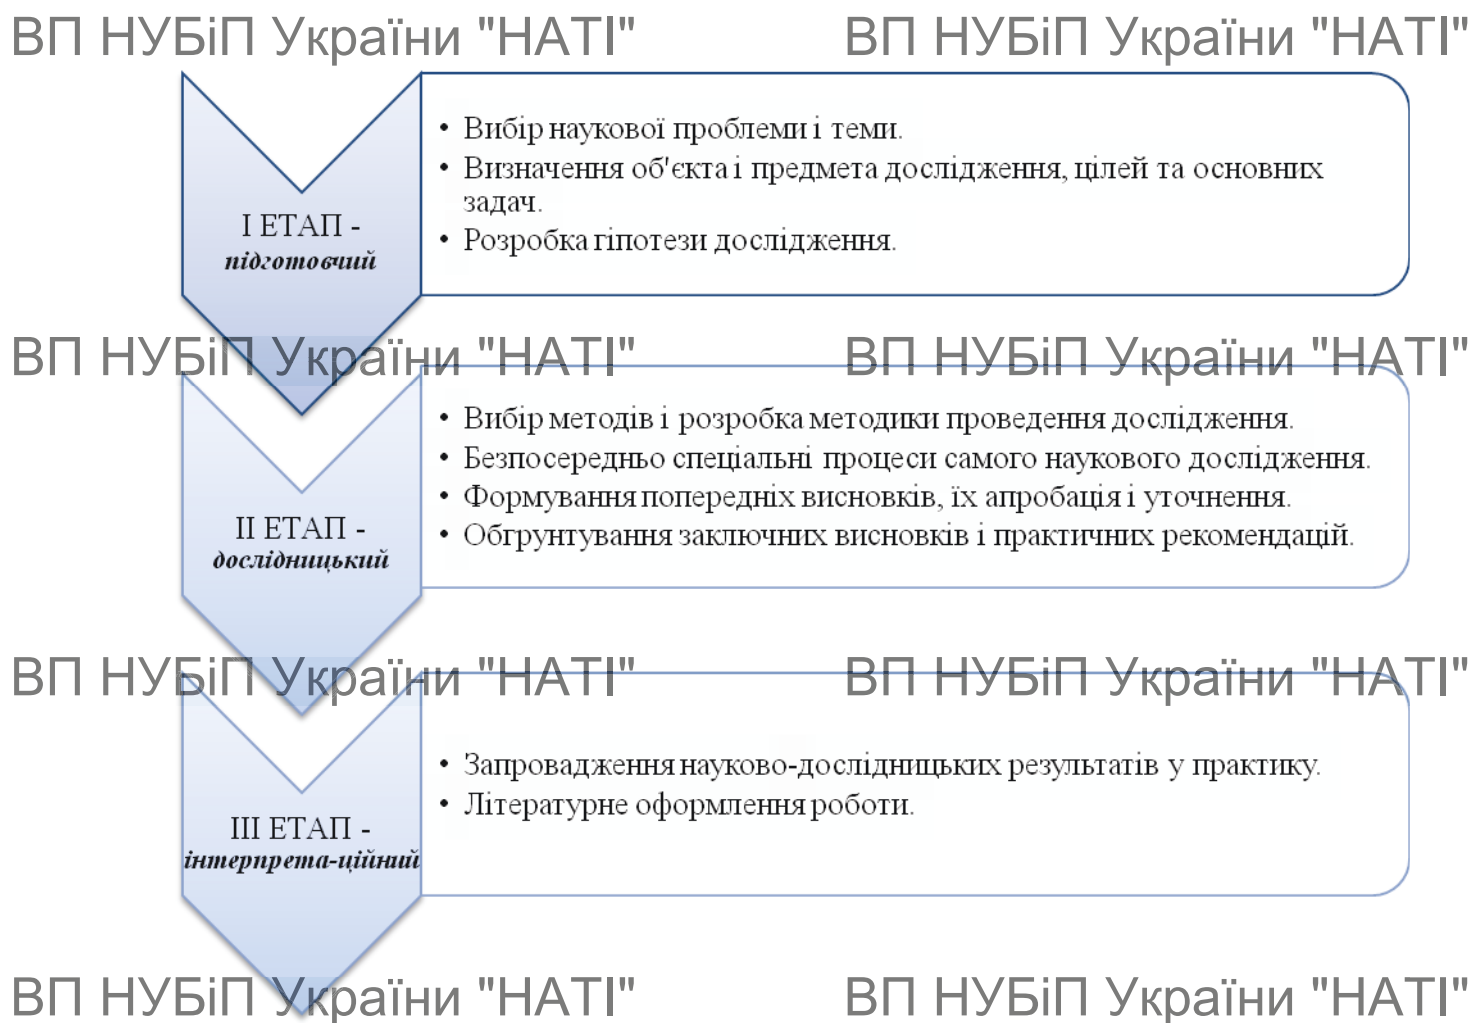 ВП НУБіП України "НАТІ" ВП НУБіП України "НАТІ"
• Вибір наукової проблеми і теми.
• Визначення об'єкта і предмета дослідження, цілей та основних
задач.
• Розробка гіпотези дослідження.
І ЕТАП -
підготовчий
ВП НУБіП України "НАТІ" ВП НУБіП України "НАТІ"
• Вибір методів і розробка методики проведення дослідження.
• Безпосередньо спеціальні процеси самого наукового дослідження.
• Формування попередніх висновків, їх апробація і уточнення.
• Обгрунтування заключних висновків і практичних рекомендацій.
ІІ ЕТАП -
дослідницький
ВП НУБіП України "НАТІ" ВП НУБіП України "НАТІ"
• Запровадження науково-дослідницьких результатів у практику.
• Літературне оформлення роботи.
ІІІ ЕТАП -
інтерпрета-ційний
ВП НУБіП України "НАТІ" ВП НУБіП України "НАТІ"